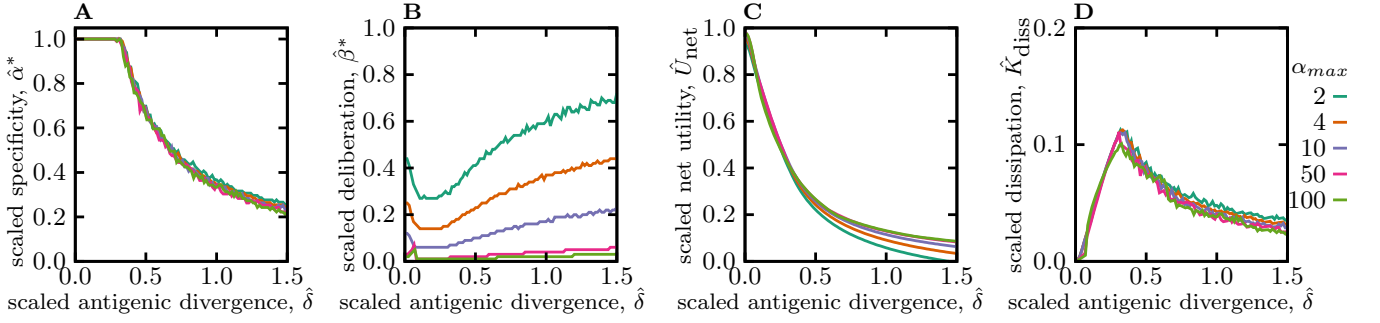 A
scaled specificity, α̂*
1.0
0.8
0.6
0.4
0.2
0.0
0.0 0.5 1.0 1.5
scaled antigenic divergence, δ̂
B
scaled deliberation, β̂*
1.0
0.8
0.6
0.4
0.2
0.0
0.0 0.5 1.0 1.5
scaled antigenic divergence, δ̂
C
scaled net utility, Û_net
1.0
0.8
0.6
0.4
0.2
0.0
0.0 0.5 1.0 1.5
scaled antigenic divergence, δ̂
D
scaled dissipation, K̂_diss
0.2
0.1
0.0
0.0 0.5 1.0 1.5
scaled antigenic divergence, δ̂
α_max
2
4
10
50
100